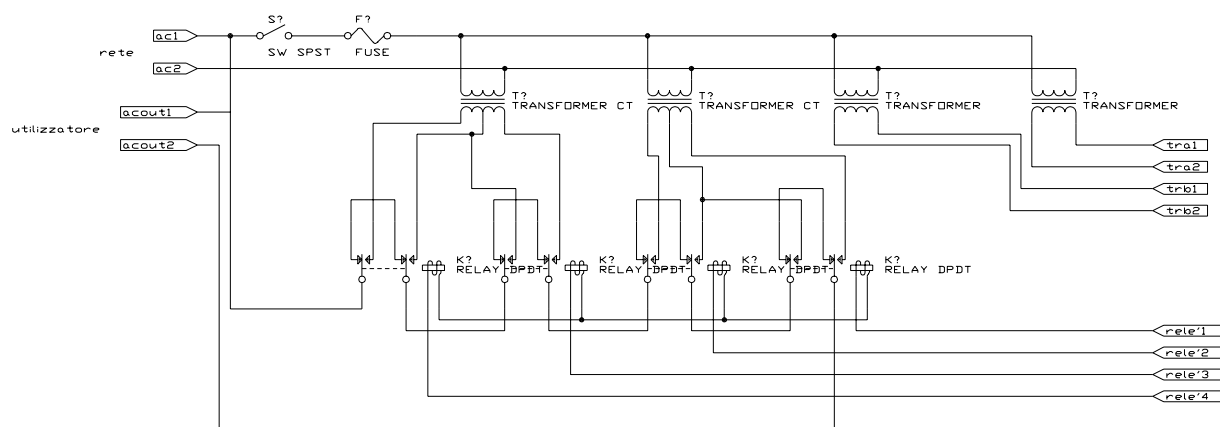 S?
F?
ac1
rete
SW SPST
FUSE
ac2
T?
TRANSFORMER CT
T?
TRANSFORMER CT
T?
TRANSFORMER
T?
TRANSFORMER
acout1
utilizzatore
acout2
tra1
tra2
trb1
trb2
K?
RELAY DPDT
K?
RELAY DPDT
K?
RELAY DPDT
K?
RELAY DPDT
rele'1
rele'2
rele'3
rele'4